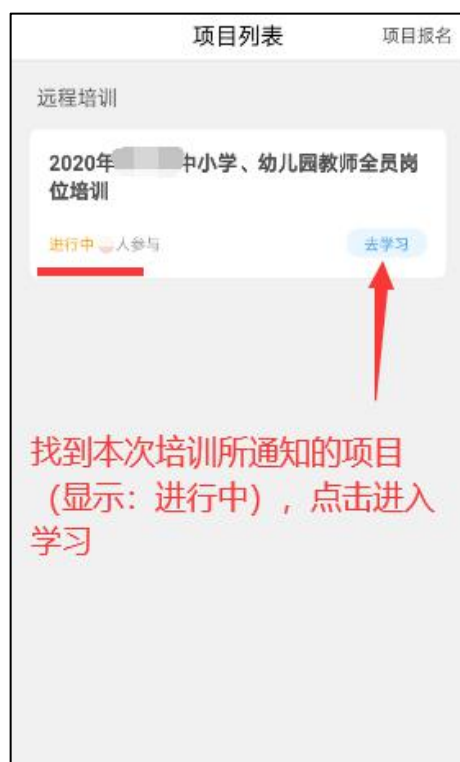 项目列表 项目报名
远程培训
2020年 中小学、幼儿园教师全员岗
位培训
进行中 人参与 去学习
找到本次培训所通知的项目
（显示：进行中），点击进入
学习